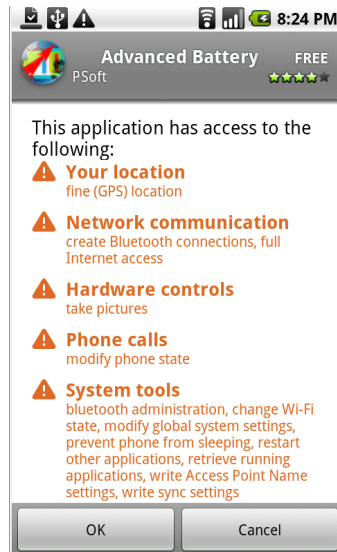 8:24 PM
Advanced Battery FREE
PSoft
This application has access to the
following:
Your location
fine (GPS) location
Network communication
create Bluetooth connections, full
Internet access
Hardware controls
take pictures
Phone calls
modify phone state
System tools
bluetooth administration, change Wi-Fi
state, modify global system settings,
prevent phone from sleeping, restart
other applications, retrieve running
applications, write Access Point Name
settings, write sync settings
OK Cancel